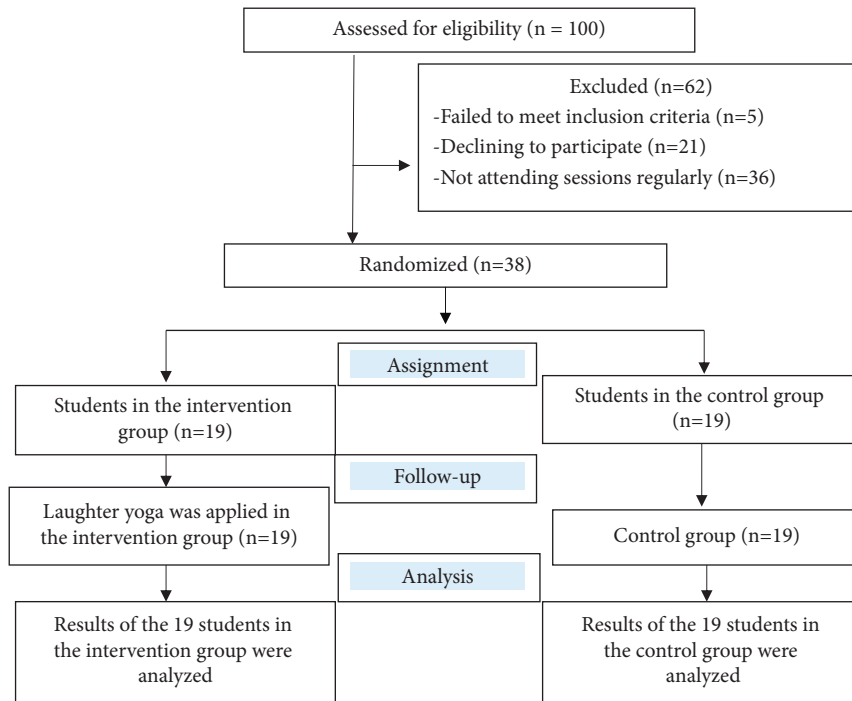 Assessed for eligibility (n = 100)
Excluded (n=62)
-Failed to meet inclusion criteria (n=5)
-Declining to participate (n=21)
-Not attending sessions regularly (n=36)
Randomized (n=38)
Assignment
Students in the intervention
group (n=19)
Students in the control group
(n=19)
Follow-up
Laughter yoga was applied in
the intervention group (n=19)
Control group (n=19)
Analysis
Results of the 19 students in
the intervention group were
analyzed
Results of the 19 students in
the control group were
analyzed